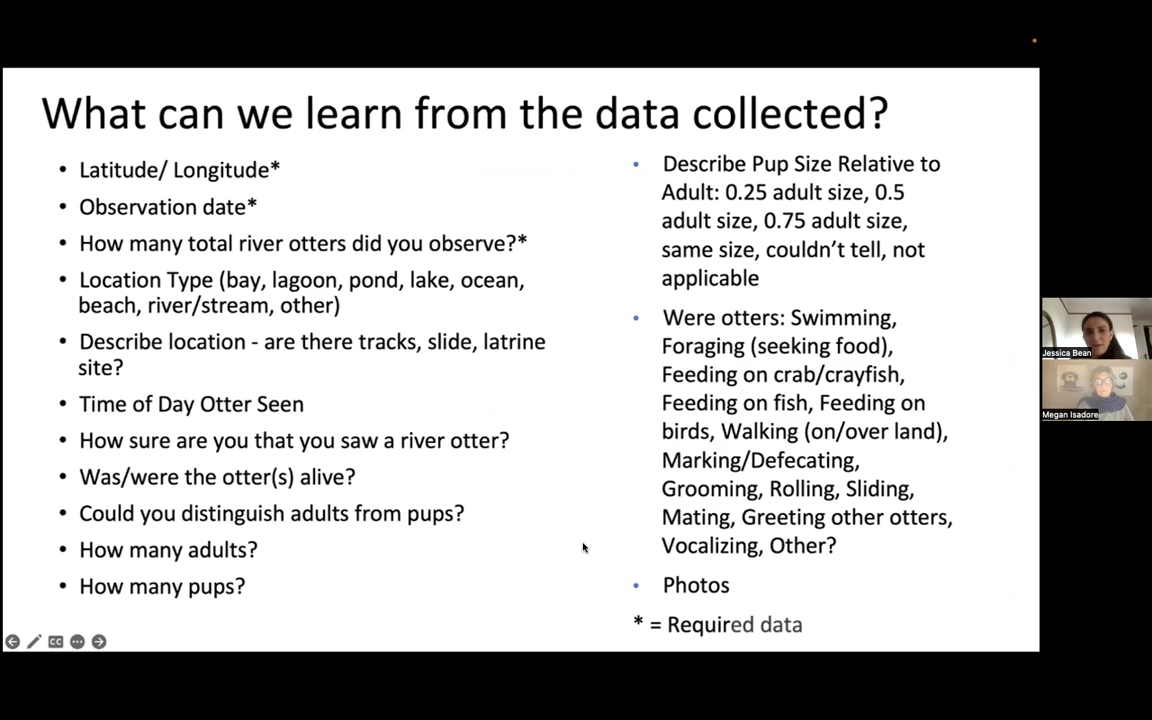 What can we learn from the data collected?
• Latitude/ Longitude*
• Observation date*
• How many total river otters did you observe?*
• Location Type (bay, lagoon, pond, lake, ocean,
beach, river/stream, other)
• Describe location - are there tracks, slide, latrine
site?
• Time of Day Otter Seen
• How sure are you that you saw a river otter?
• Was/were the otter(s) alive?
• Could you distinguish adults from pups?
• How many adults?
• How many pups?
• Describe Pup Size Relative to
Adult: 0.25 adult size, 0.5
adult size, 0.75 adult size,
same size, couldn’t tell, not
applicable
• Were otters: Swimming,
Foraging (seeking food),
Feeding on crab/crayfish,
Feeding on fish, Feeding on
birds, Walking (on/over land),
Marking/Defecating,
Grooming, Rolling, Sliding,
Mating, Greeting other otters,
Vocalizing, Other?
• Photos
* = Required data
Jessica Bean
Megan Isadore
CC